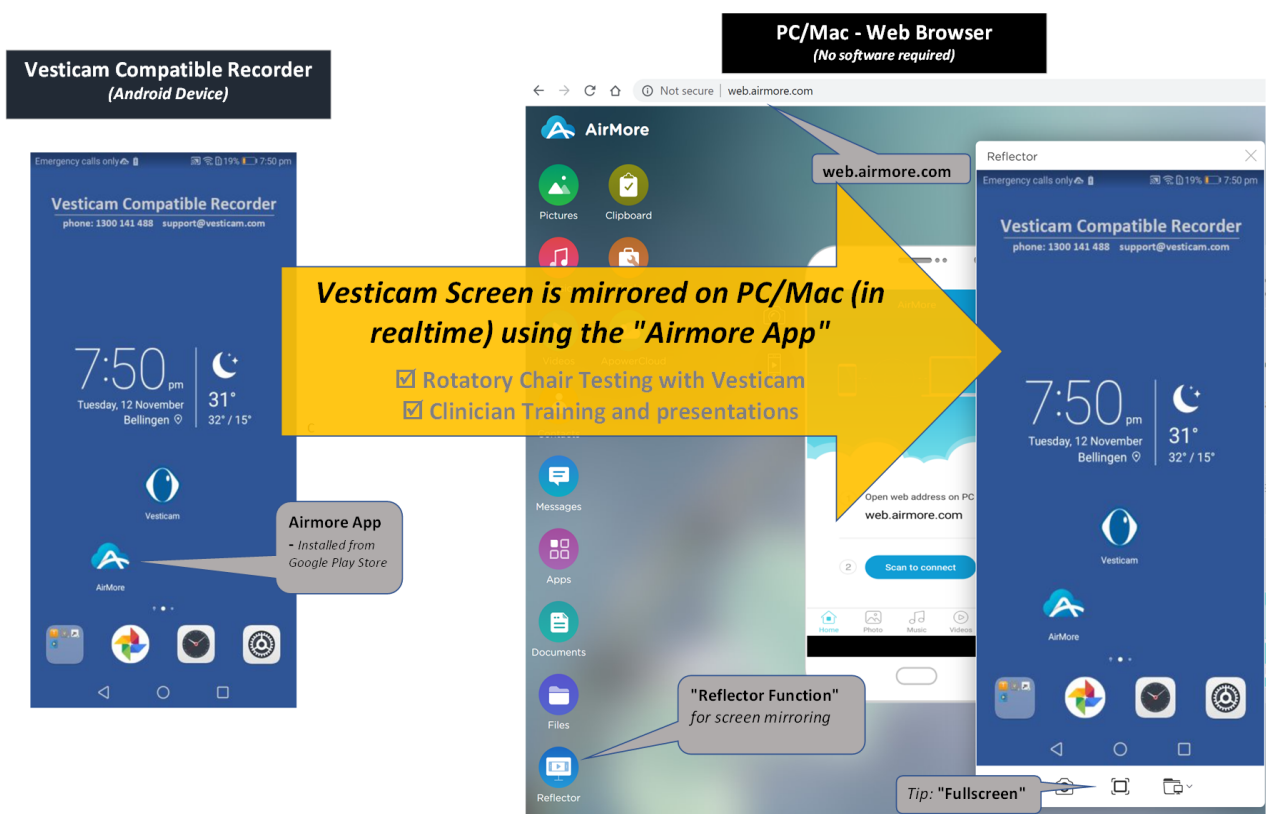 PC/Mac - Web Browser
(No software required)
Vesticam Compatible Recorder
(Android Device)
Not secure | web.airmore.com
AirMore
web.airmore.com
Pictures
Clipboard
Emergency calls only
19% 7:50 pm
Vesticam Compatible Recorder
phone: 1300 141 488 support@vesticam.com
Vesticam Screen is mirrored on PC/Mac (in
realtime) using the "Airmore App"
☑ Rotatory Chair Testing with Vesticam
☑ Clinician Training and presentations
7:50 pm
Tuesday, 12 November
Bellingen
31°
32° / 15°
Vesticam
Airmore App
- Installed from
Google Play Store
AirMore
Messages
Apps
Documents
Files
Reflector
Open web address on PC
web.airmore.com
2 Scan to connect
Home Photo Music Videos
"Reflector Function"
for screen mirroring
Reflector
Emergency calls only
19% 7:50 pm
Vesticam Compatible Recorder
phone: 1300 141 488 support@vesticam.com
7:50 pm
Tuesday, 12 November
Bellingen
31°
32° / 15°
Vesticam
AirMore
Tip: "Fullscreen"